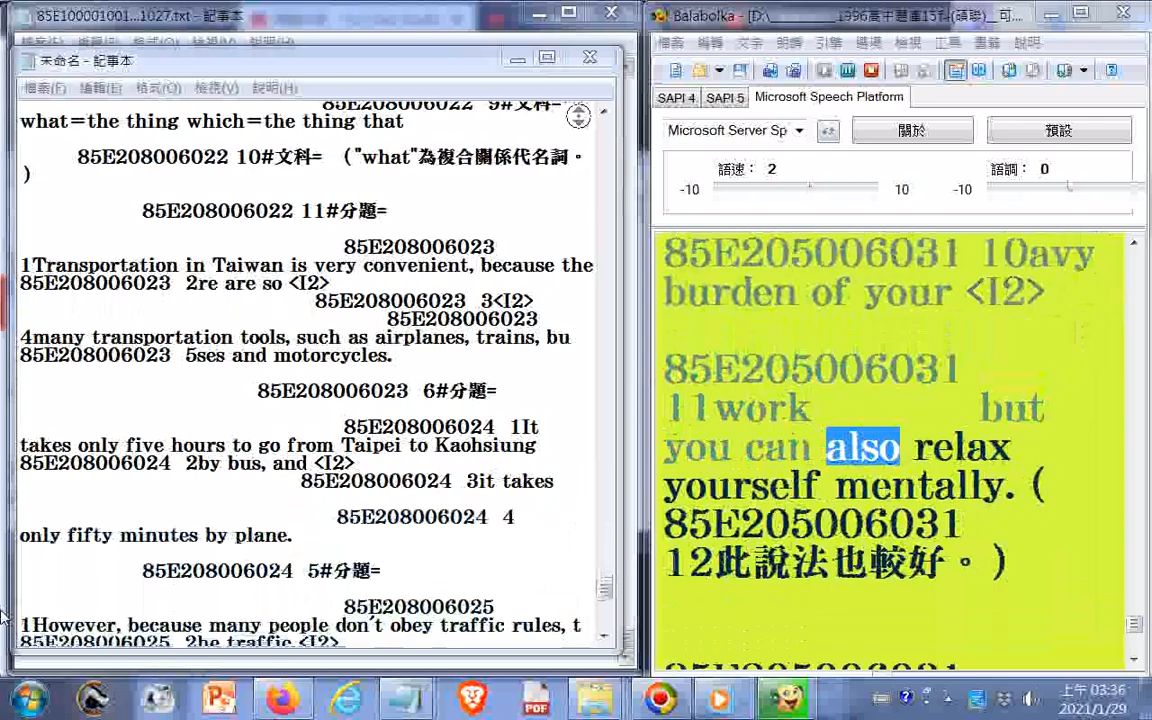 85E100001001...1027.txt - 記事本
未命名 - 記事本
檔案(F) 編輯(E) 格式(O) 檢視(V) 說明(H)
85E208006022 9#文科=
what＝the thing which＝the thing that
85E208006022 10#文科= （"what"為複合關係代名詞。
)
85E208006022 11#分題=
85E208006023
1Transportation in Taiwan is very convenient, because the
85E208006023 2re are so <I2>
85E208006023 3<I2>
85E208006023
4many transportation tools, such as airplanes, trains, bu
85E208006023 5ses and motorcycles.
85E208006023 6#分題=
85E208006024 1It
takes only five hours to go from Taipei to Kaohsiung
85E208006024 2by bus, and <I2>
85E208006024 3it takes
85E208006024 4
only fifty minutes by plane.
85E208006024 5#分題=
85E208006025
1However, because many people don't obey traffic rules, t
85E208006025 2he traffic <I2>
Balabolka - [D:\
檔案 編輯 文字 朗讀 引擎 選項 檢視 工具 書籤 說明
SAPI 4 SAPI 5 Microsoft Speech Platform
Microsoft Server Sp 關於 預設
語速： 2 語調： 0
-10 10 -10
85E205006031 10avy
burden of your <I2>
85E205006031
11work but
you can also relax
yourself mentally. (
85E205006031
12此說法也較好。)
PDF
上午 03:36
2021/1/29